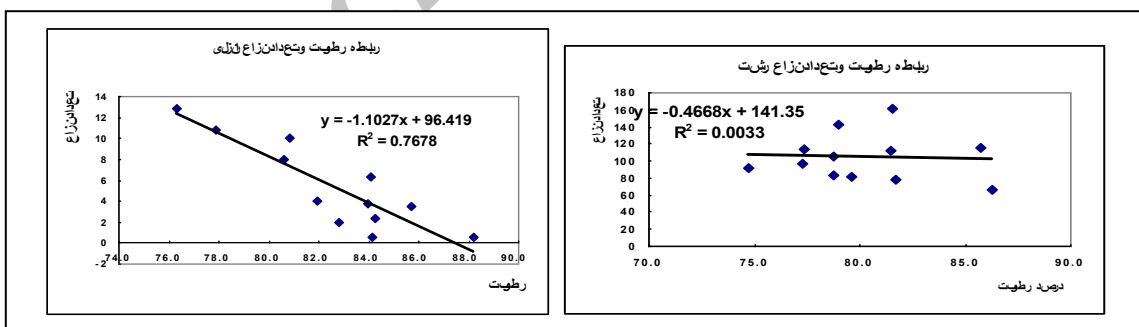 رابطه رطوبت وتعدادنزاع انزلی
تعدادنزاع
14
12
10
8
6
4
2
0
-2
y = -1.1027x + 96.419
R² = 0.7678
74.0 76.0 78.0 80.0 82.0 84.0 86.0 88.0 90.0
رطوبت
رابطه رطوبت وتعدادنزاع رشت
تعدادنزاع
180
160
140
120
100
80
60
40
20
0
y = -0.4668x + 141.35
R² = 0.0033
70.0 75.0 80.0 85.0 90.0
درصد رطوبت